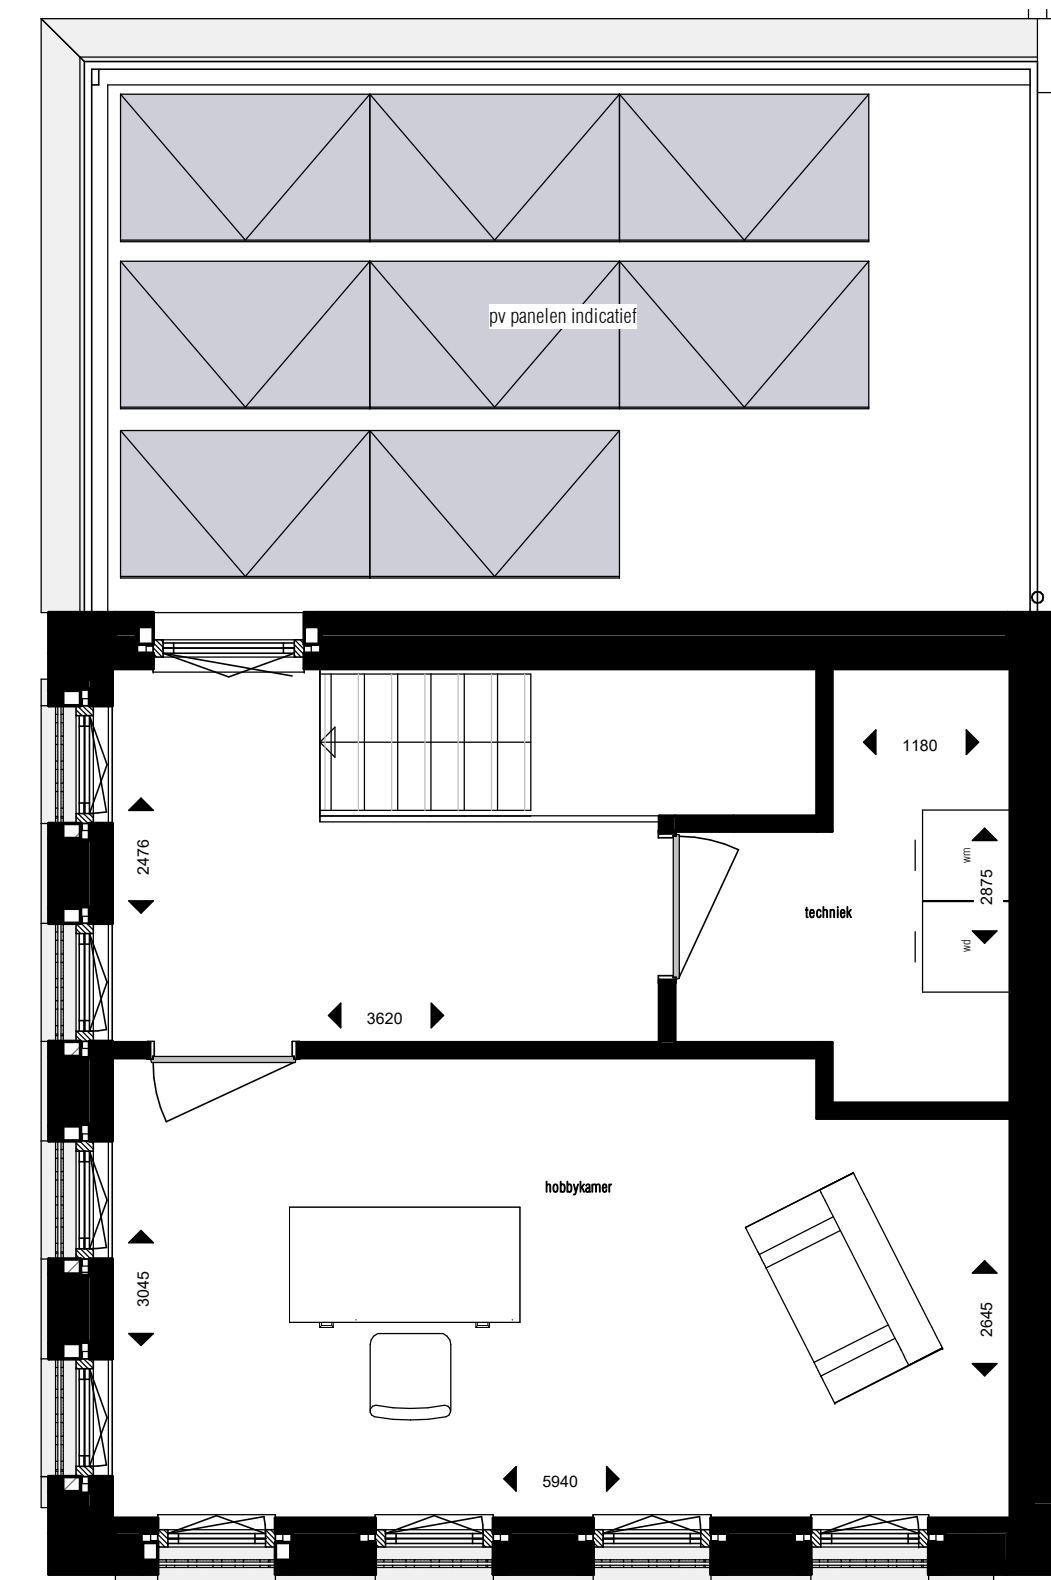 pv panelen indicatief
1180
2476
wm
2875
techniek
wd
3620
hobbykamer
3045
2645
5940